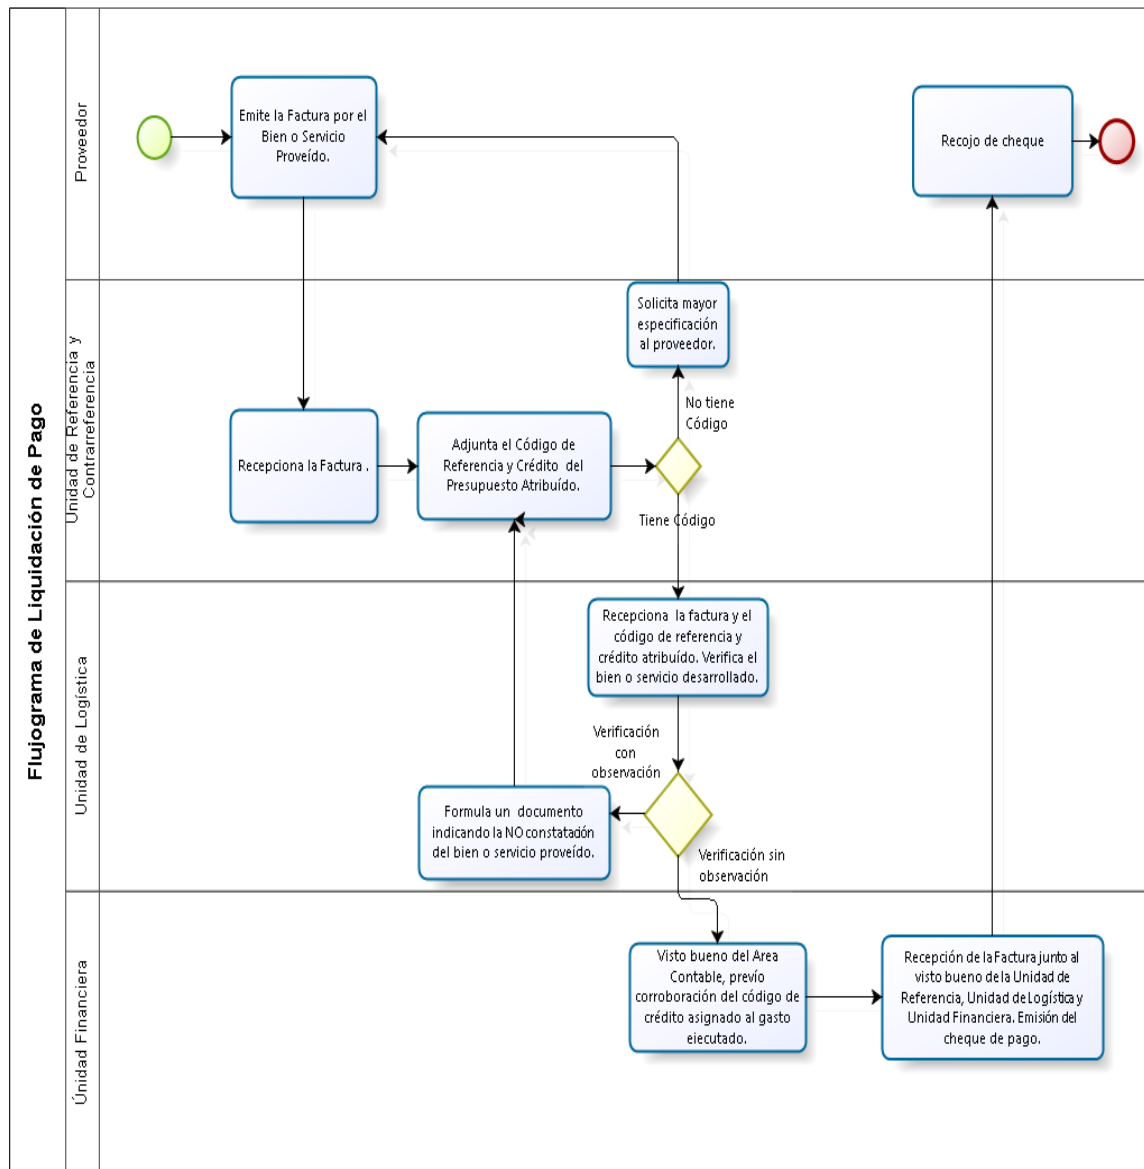 Flujograma de Liquidación de Pago
Proveedor
Emite la Factura por el
Bien o Servicio
Proveído.
Recojo de cheque
Unidad de Referencia y
Contrarreferencia
Solicita mayor
especificación
al proveedor.
No tiene
Código
Recepciona la Factura .
Adjunta el Código de
Referencia y Crédito del
Presupuesto Atribuído.
Tiene Código
Unidad de Logística
Recepciona la factura y el
código de referencia y
crédito atribuído. Verifica el
bien o servicio desarrollado.
Verificación
con
observación
Formula un documento
indicando la NO constatación
del bien o servicio proveído.
Verificación sin
observación
Únidad Financiera
Visto bueno del Area
Contable, previo
corroboración del código de
crédito asignado al gasto
ejecutado.
Recepción de la Factura junto al
visto bueno de la Unidad de
Referencia, Unidad de Logística y
Unidad Financiera. Emisión del
cheque de pago.